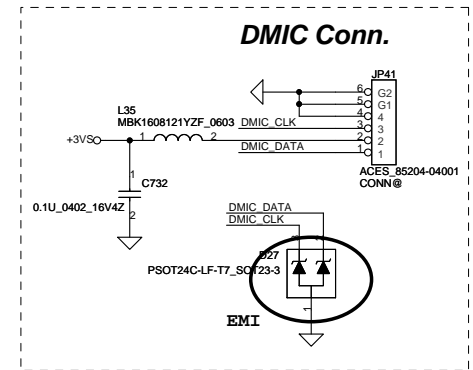 DMIC Conn.
JP41
L35
MBK1608121YZF_0603
+3VS
1
2
DMIC_CLK
DMIC_DATA
6
5
4
3
2
1
G2
G1
4
3
2
1
ACES_85204-04001
CONN@
1
C732
0.1U_0402_16V4Z
2
DMIC_DATA
DMIC_CLK
D27
PSOT24C-LF-T7_SOT23-3
1
EMI